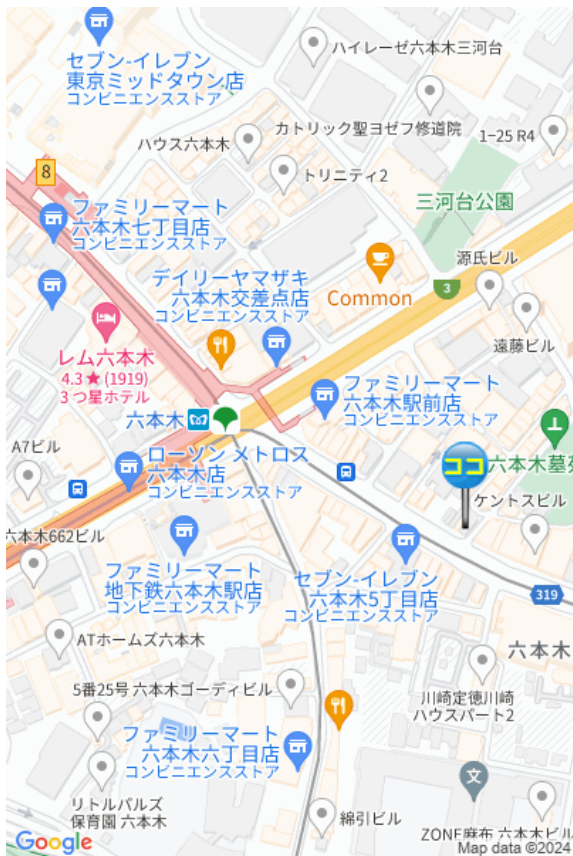 ハイレーゼ六本木三河台
セブン‐イレブン
東京ミッドタウン店
コンビニエンスストア
カトリック聖ヨゼフ修道院
1−25 R4
ハウス六本木
トリニティ2
8
三河台公園
ファミリーマート
六本木七丁目店
コンビニエンスストア
源氏ビル
デイリーヤマザキ
六本木交差点店
コンビニエンスストア
3
Common
遠藤ビル
レム六本木
4.3★(1919)
3 つ星ホテル
ファミリーマート
六本木駅前店
コンビニエンスストア
六本木
A7ビル
ローソン メトロス
六本木店
コンビニエンスストア
ココ
六本木墓苑
ケントスビル
六本木662ビル
ファミリーマート
地下鉄六本木駅店
コンビニエンスストア
セブン‐イレブン
六本木5丁目店
コンビニエンスストア
319
ATホームズ六本木
六本木
5番25号 六本木ゴーディビル
川崎定徳川崎
ハウスパート2
ファミリーマート
六本木六丁目店
コンビニエンスストア
文
リトルパルズ
保育園 六本木
綿引ビル
ZONE麻布 六本木ビル
Google
Map data ©2024